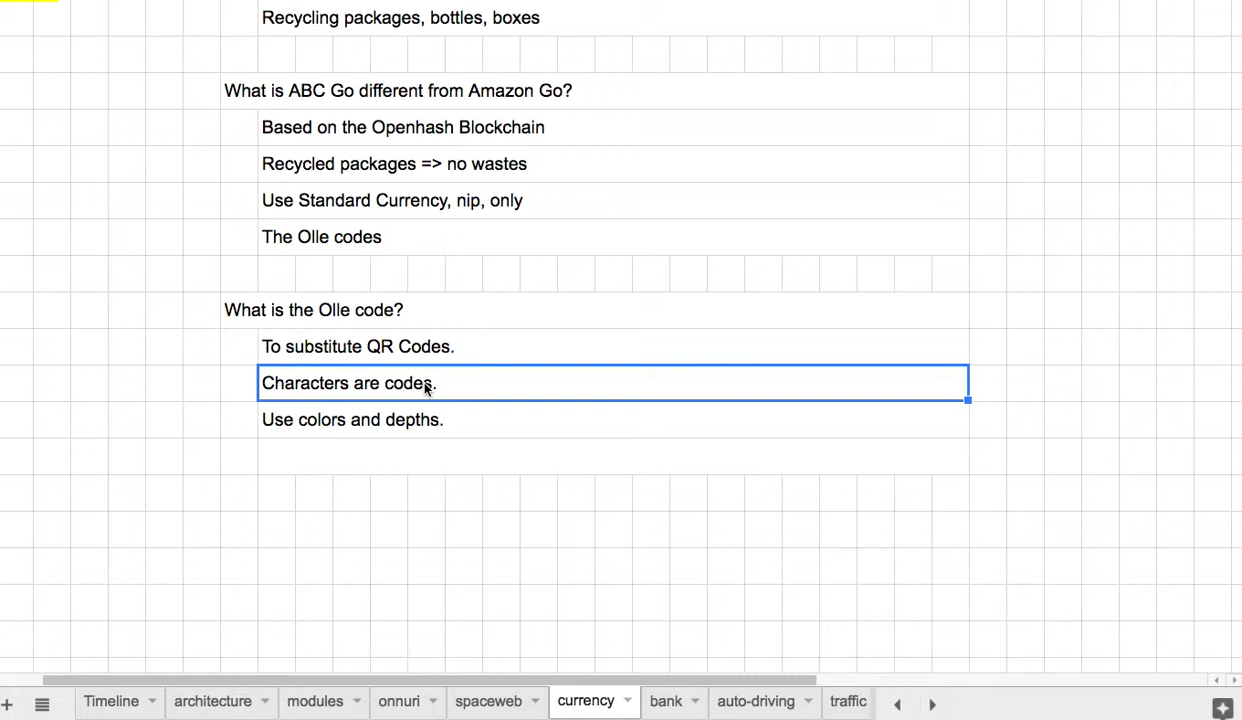 Recycling packages, bottles, boxes
What is ABC Go different from Amazon Go?
Based on the Openhash Blockchain
Recycled packages => no wastes
Use Standard Currency, nip, only
The Olle codes
What is the Olle code?
To substitute QR Codes.
Characters are codes.
Use colors and depths.
Timeline architecture modules onnuri spaceweb currency bank auto-driving traffic